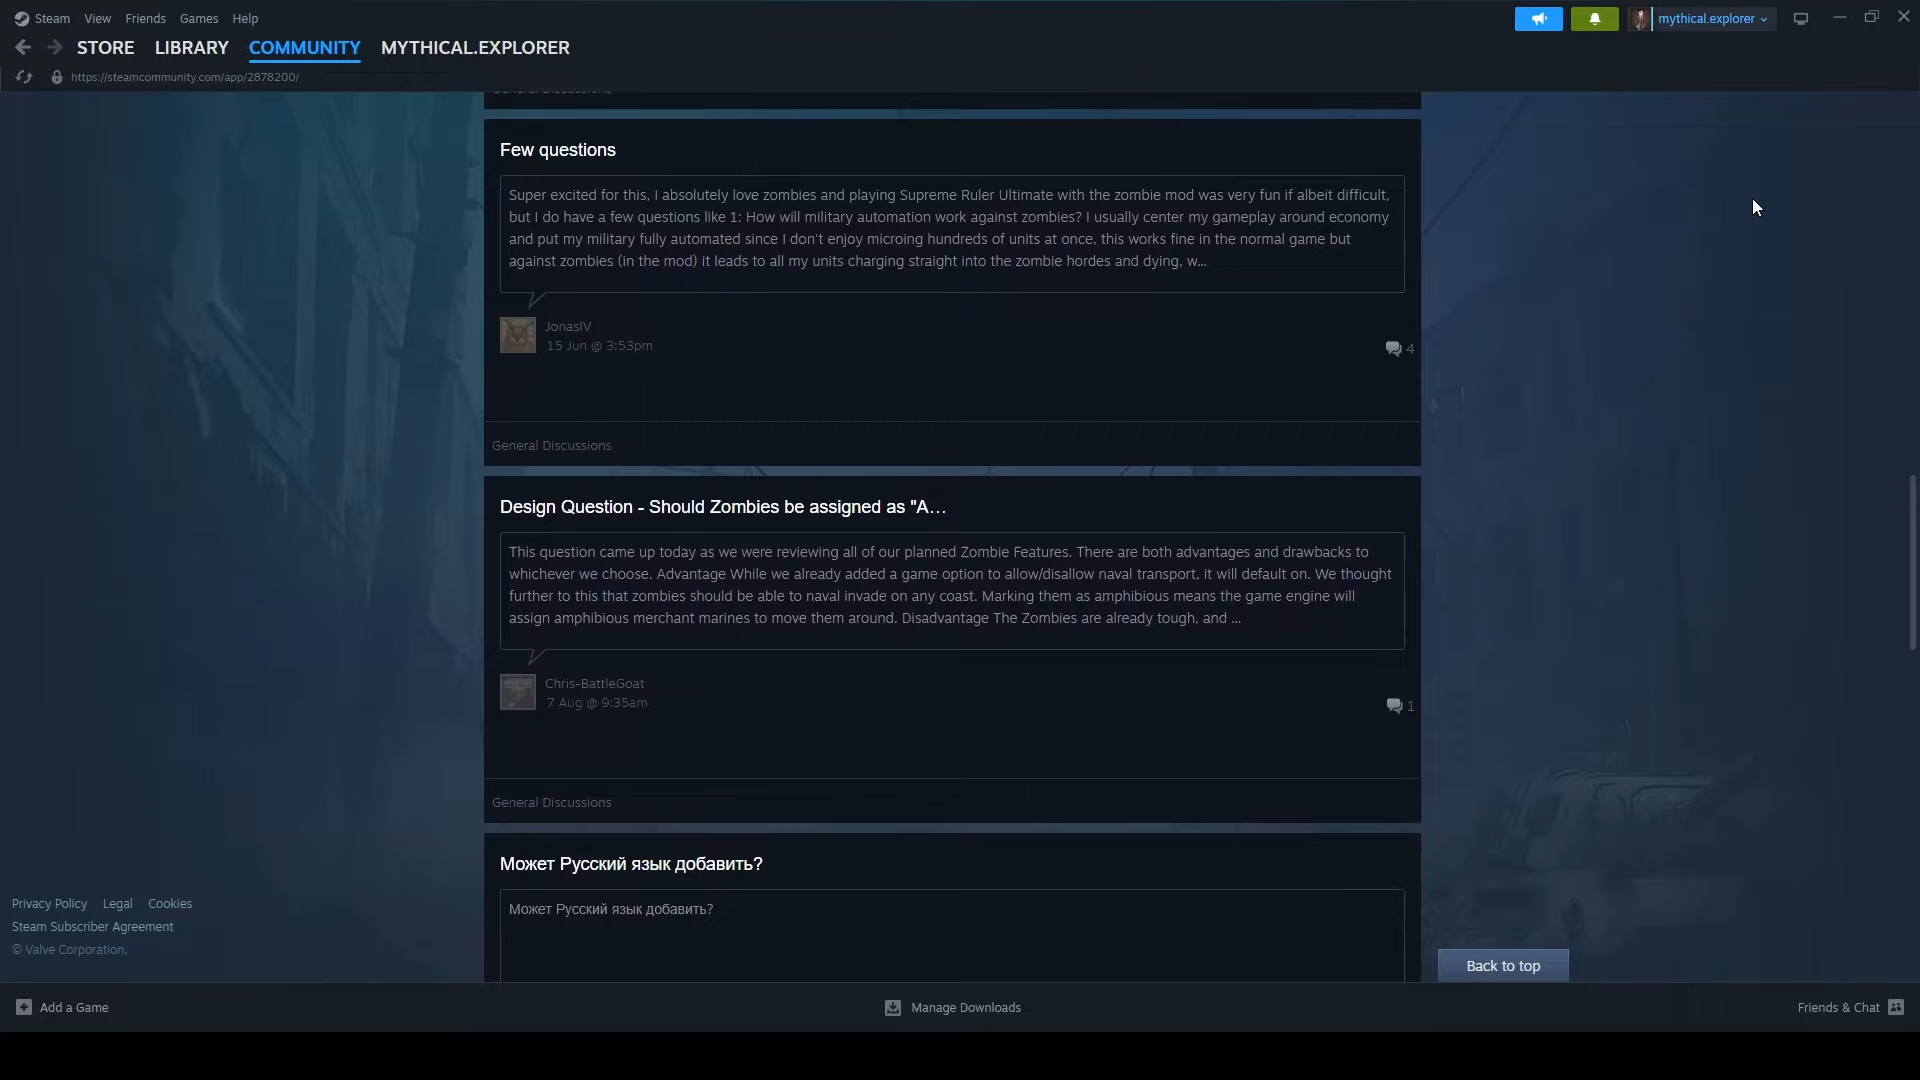 Steam View Friends Games Help
mythical.explorer
STORE LIBRARY COMMUNITY MYTHICAL.EXPLORER
https://steamcommunity.com/app/2878200/
Few questions
Super excited for this, I absolutely love zombies and playing Supreme Ruler Ultimate with the zombie mod was very fun if albeit difficult,
but I do have a few questions like 1: How will military automation work against zombies? I usually center my gameplay around economy
and put my military fully automated since I don't enjoy microing hundreds of units at once, this works fine in the normal game but
against zombies (in the mod) it leads to all my units charging straight into the zombie hordes and dying, w...
JonasIV
15 Jun @ 3:53pm
4
General Discussions
Design Question - Should Zombies be assigned as "A...
This question came up today as we were reviewing all of our planned Zombie Features. There are both advantages and drawbacks to
whichever we choose. Advantage While we already added a game option to allow/disallow naval transport, it will default on. We thought
further to this that zombies should be able to naval invade on any coast. Marking them as amphibious means the game engine will
assign amphibious merchant marines to move them around. Disadvantage The Zombies are already tough, and ...
Chris-BattleGoat
7 Aug @ 9:35am
1
General Discussions
Может Русский язык добавить?
Может Русский язык добавить?
Privacy Policy Legal Cookies
Steam Subscriber Agreement
© Valve Corporation.
Back to top
Add a Game
Manage Downloads
Friends & Chat